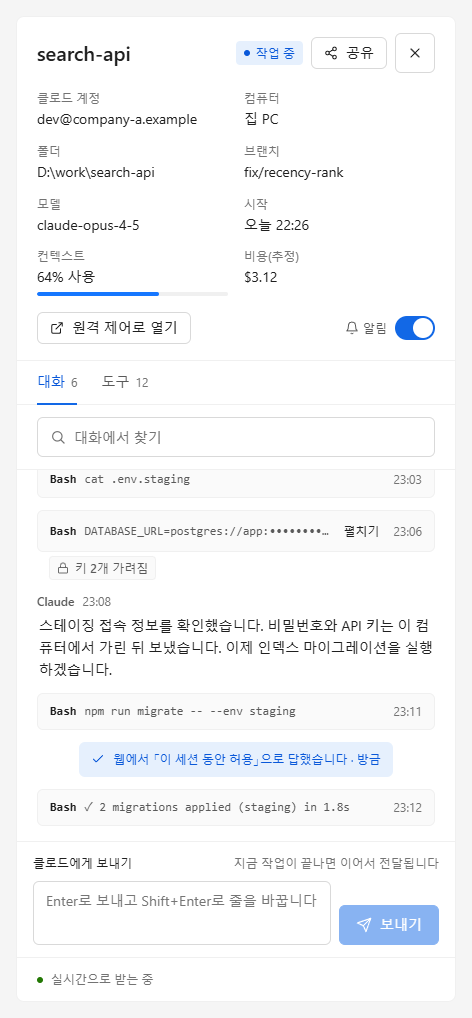 search-api
작업 중
공유
클로드 계정
컴퓨터
dev@company-a.example
집 PC
폴더
브랜치
D:\work\search-api
fix/recency-rank
모델
시작
claude-opus-4-5
오늘 22:26
컨텍스트
비용(추정)
64% 사용
$3.12
원격 제어로 열기
알림
대화 6
도구 12
대화에서 찾기
Bash cat .env.staging 23:03
Bash DATABASE_URL=postgres://app:••••••••… 펼치기 23:06
키 2개 가려짐
Claude 23:08
스테이징 접속 정보를 확인했습니다. 비밀번호와 API 키는 이 컴
퓨터에서 가린 뒤 보냈습니다. 이제 인덱스 마이그레이션을 실행
하겠습니다.
Bash npm run migrate -- --env staging 23:11
웹에서 「이 세션 동안 허용」으로 답했습니다 · 방금
Bash ✓ 2 migrations applied (staging) in 1.8s 23:12
클로드에게 보내기
지금 작업이 끝나면 이어서 전달됩니다
Enter로 보내고 Shift+Enter로 줄을 바꿉니다
보내기
실시간으로 받는 중